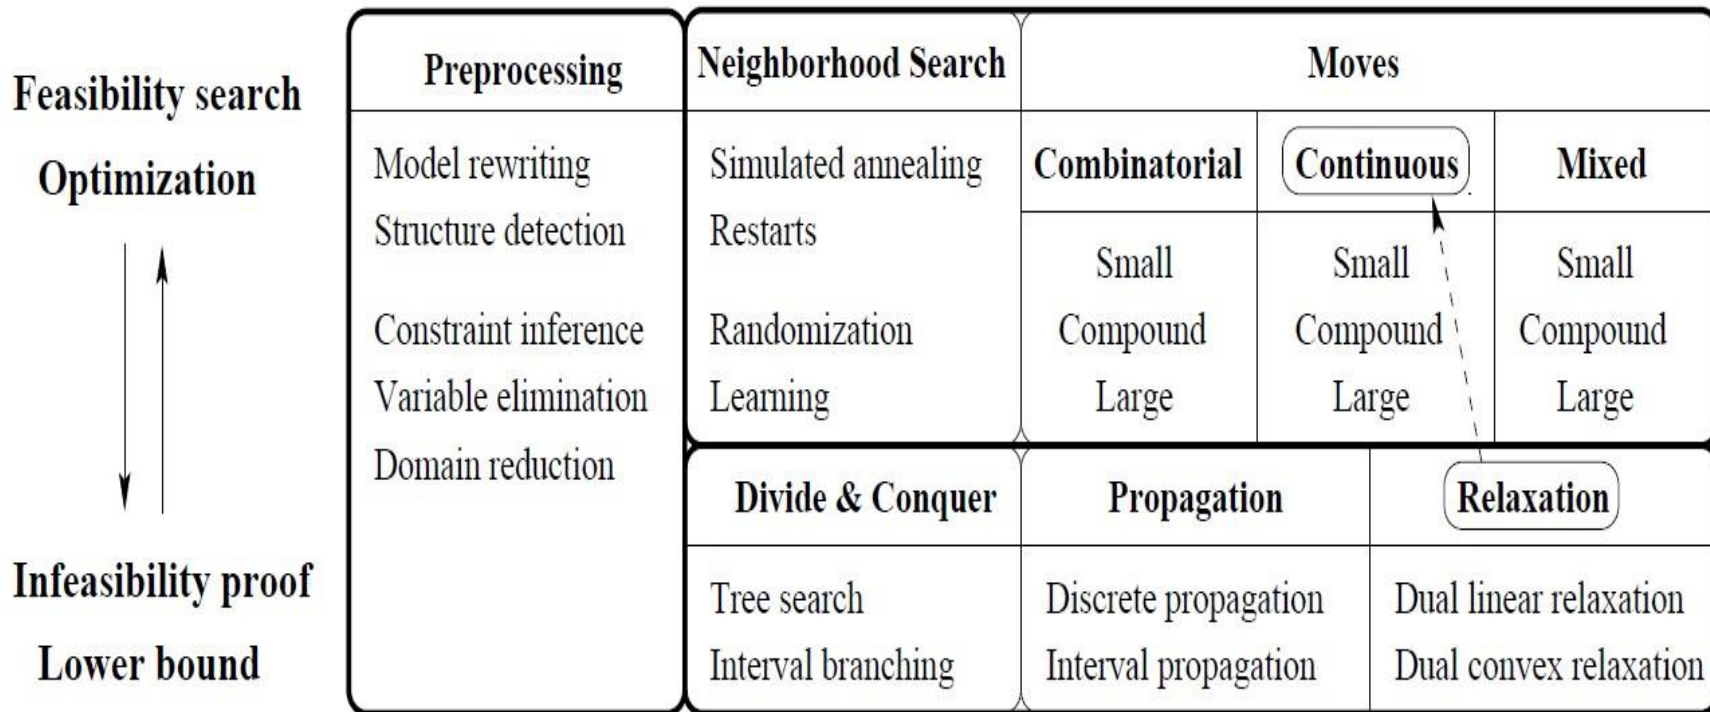 Feasibility search
Optimization
Infeasibility proof
Lower bound
Preprocessing
Model rewriting
Structure detection
Constraint inference
Variable elimination
Domain reduction
Neighborhood Search
Simulated annealing
Restarts
Randomization
Learning
Moves
Combinatorial
Small
Compound
Large
Continuous
Small
Compound
Large
Mixed
Small
Compound
Large
Divide & Conquer
Tree search
Interval branching
Propagation
Discrete propagation
Interval propagation
Relaxation
Dual linear relaxation
Dual convex relaxation